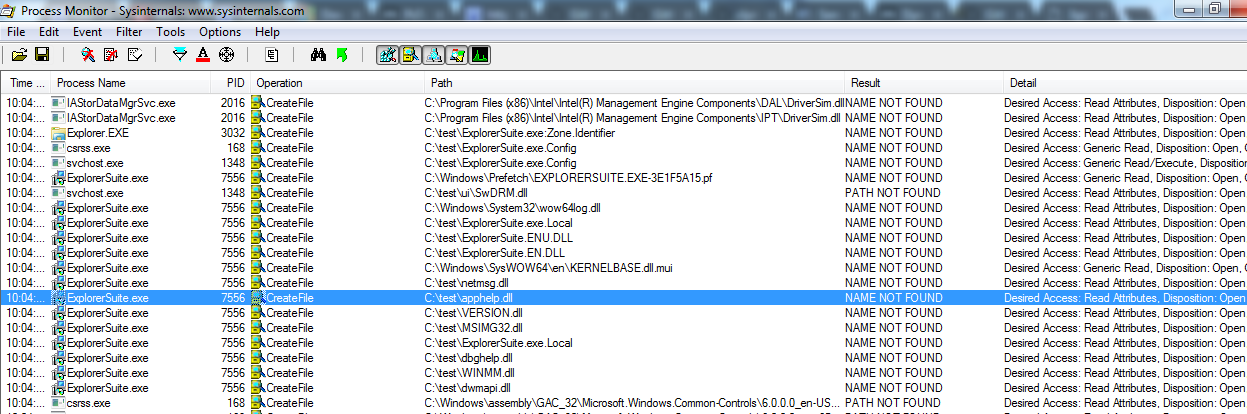 Process Monitor - Sysinternals: www.sysinternals.com
File Edit Event Filter Tools Options Help
Time ... Process Name PID Operation Path Result Detail
10:04:... IAStorDataMgrSvc.exe 2016 CreateFile C:\Program Files (x86)\Intel\Intel(R) Management Engine Components\DAL\DriverSim.dll NAME NOT FOUND Desired Access: Read Attributes, Disposition: Open
10:04:... IAStorDataMgrSvc.exe 2016 CreateFile C:\Program Files (x86)\Intel\Intel(R) Management Engine Components\IPT\DriverSim.dll NAME NOT FOUND Desired Access: Read Attributes, Disposition: Open
10:04:... Explorer.EXE 3032 CreateFile C:\test\ExplorerSuite.exe:Zone.Identifier NAME NOT FOUND Desired Access: Read Attributes, Disposition: Open
10:04:... csrss.exe 168 CreateFile C:\test\ExplorerSuite.exe.Config NAME NOT FOUND Desired Access: Generic Read, Disposition: Open, O
10:04:... svchost.exe 1348 CreateFile C:\test\ExplorerSuite.exe.Config NAME NOT FOUND Desired Access: Generic Read/Execute, Dispositio
10:04:... ExplorerSuite.exe 7556 CreateFile C:\Windows\Prefetch\EXPLORERSUITE.EXE-3E1F5A15.pf NAME NOT FOUND Desired Access: Generic Read, Disposition: Open, O
10:04:... svchost.exe 1348 CreateFile C:\test\ui\SwDRM.dll PATH NOT FOUND Desired Access: Read Attributes, Disposition: Open
10:04:... ExplorerSuite.exe 7556 CreateFile C:\Windows\System32\wow64log.dll NAME NOT FOUND Desired Access: Read Attributes, Disposition: Open
10:04:... ExplorerSuite.exe 7556 CreateFile C:\test\ExplorerSuite.exe.Local NAME NOT FOUND Desired Access: Read Attributes, Disposition: Open
10:04:... ExplorerSuite.exe 7556 CreateFile C:\test\ExplorerSuite.ENU.DLL NAME NOT FOUND Desired Access: Read Attributes, Disposition: Open
10:04:... ExplorerSuite.exe 7556 CreateFile C:\test\ExplorerSuite.EN.DLL NAME NOT FOUND Desired Access: Read Attributes, Disposition: Open
10:04:... ExplorerSuite.exe 7556 CreateFile C:\Windows\SysWOW64\en\KERNELBASE.dll.mui NAME NOT FOUND Desired Access: Generic Read, Disposition: Open, O
10:04:... ExplorerSuite.exe 7556 CreateFile C:\test\netmsg.dll NAME NOT FOUND Desired Access: Read Attributes, Disposition: Open
10:04:... ExplorerSuite.exe 7556 CreateFile C:\test\apphelp.dll NAME NOT FOUND Desired Access: Read Attributes, Disposition: Open
10:04:... ExplorerSuite.exe 7556 CreateFile C:\test\VERSION.dll NAME NOT FOUND Desired Access: Read Attributes, Disposition: Open
10:04:... ExplorerSuite.exe 7556 CreateFile C:\test\MSIMG32.dll NAME NOT FOUND Desired Access: Read Attributes, Disposition: Open
10:04:... ExplorerSuite.exe 7556 CreateFile C:\test\ExplorerSuite.exe.Local NAME NOT FOUND Desired Access: Read Attributes, Disposition: Open
10:04:... ExplorerSuite.exe 7556 CreateFile C:\test\dbghelp.dll NAME NOT FOUND Desired Access: Read Attributes, Disposition: Open
10:04:... ExplorerSuite.exe 7556 CreateFile C:\test\WINMM.dll NAME NOT FOUND Desired Access: Read Attributes, Disposition: Open
10:04:... ExplorerSuite.exe 7556 CreateFile C:\test\dwmapi.dll NAME NOT FOUND Desired Access: Read Attributes, Disposition: Open
10:04:... csrss.exe 168 CreateFile C:\Windows\assembly\GAC_32\Microsoft.Windows.Common-Controls\6.0.0.0_en-US... NAME NOT FOUND Desired Access: Read Attributes, Disposition: Open